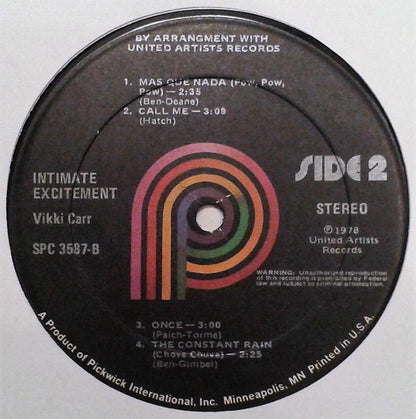 BY ARRANGMENT WITH
UNITED ARTISTS RECORDS
1. MAS QUE NADA (Pow, Pow,
Pow) — 2:35
(Ben-Doane)
2. CALL ME — 3:09
(Hatch)
INTIMATE
EXCITEMENT
Vikki Carr
SPC 3587-B
SIDE 2
STEREO
℗1978
United Artists
Records
WARNING: Unauthorized reproduction
of this recording is prohibited by Federal
law and subject to criminal prosecution.
3. ONCE — 3:00
(Paich-Torme)
4. THE CONSTANT RAIN
(Chove Chuva) — 2:25
(Ben-Gimbel)
A Product of Pickwick International, Inc. Minneapolis, MN Printed in U.S.A.